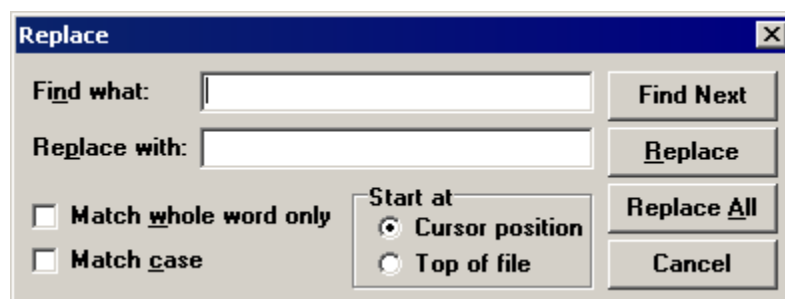 Replace
Find what:
Find Next
Replace with:
Replace
Match whole word only
Start at
Cursor position
Replace All
Match case
Top of file
Cancel